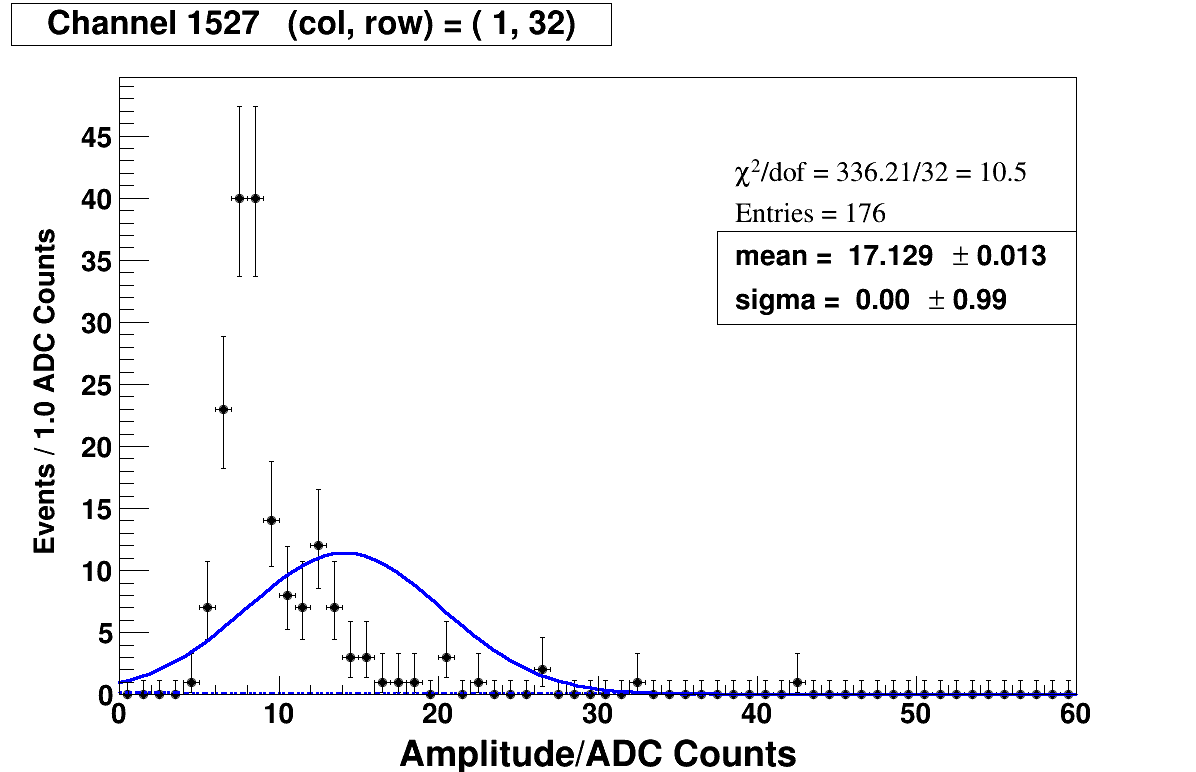 Channel 1527 (col, row) = ( 1, 32)
Events / 1.0 ADC Counts
45
40
35
30
25
20
15
10
5
0
χ²/dof = 336.21/32 = 10.5
Entries = 176
mean = 17.129 ± 0.013
sigma = 0.00 ± 0.99
0 10 20 30 40 50 60
Amplitude/ADC Counts